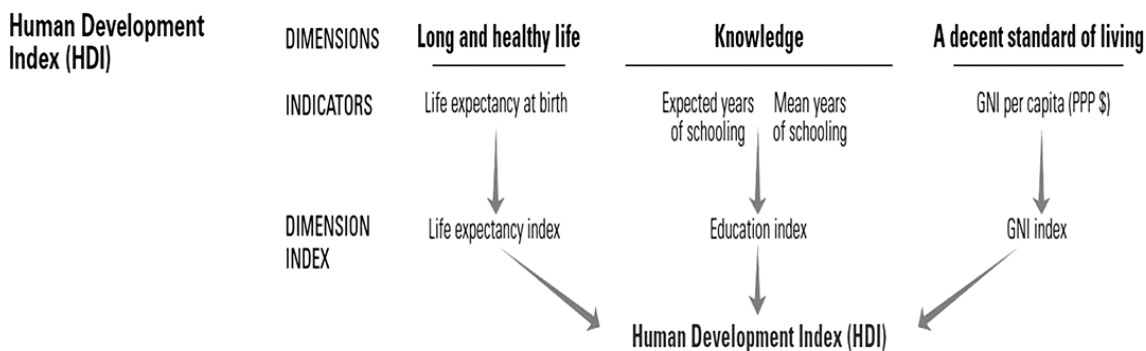 Human Development
Index (HDI)
DIMENSIONS
Long and healthy life
Knowledge
A decent standard of living
INDICATORS
Life expectancy at birth
Expected years
of schooling
Mean years
of schooling
GNI per capita (PPP $)
DIMENSION
INDEX
Life expectancy index
Education index
GNI index
Human Development Index (HDI)